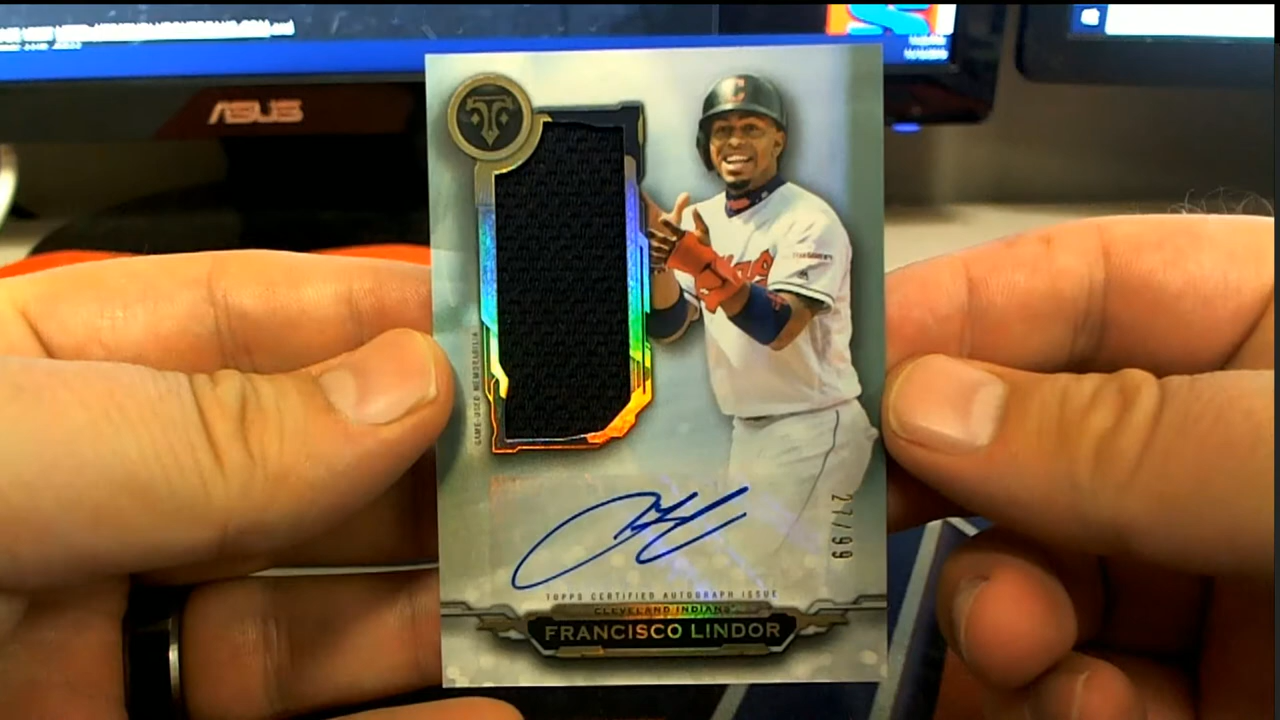 ASUS
C
GAME-USED MEMORABILIA
27/99
TOPPS CERTIFIED AUTOGRAPH ISSUE
CLEVELAND INDIANS
FRANCISCO LINDOR